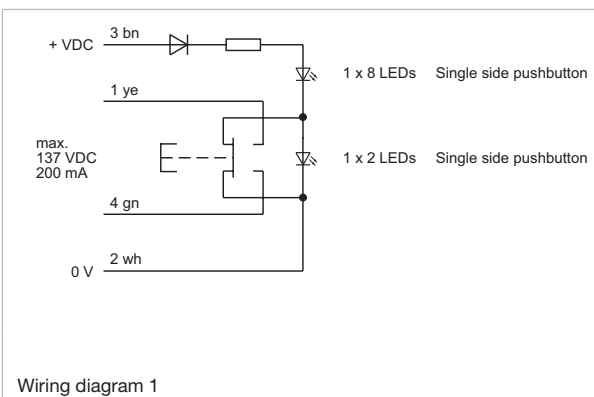 + VDC 3 bn
1 x 8 LEDs Single side pushbutton
1 ye
max.
137 VDC
200 mA
1 x 2 LEDs Single side pushbutton
4 gn
0 V 2 wh
Wiring diagram 1